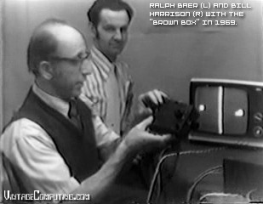 RALPH BAER (L) AND BILL
HARRISON (R) WITH THE
"BROWN BOX" IN 1969
VINTAGECOMPUTING.COM